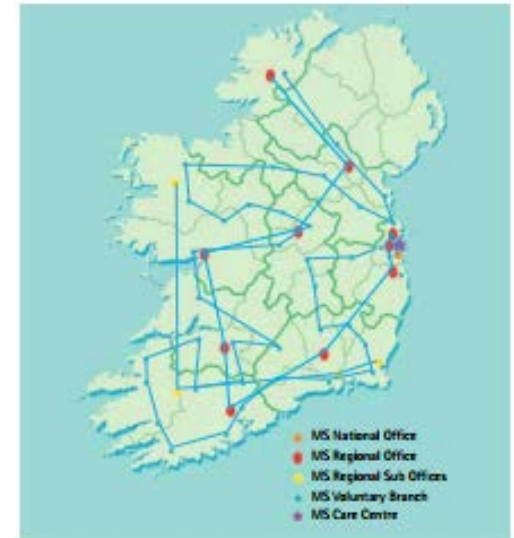 MS National Office
MS Regional Office
MS Regional Sub Offices
MS Voluntary Branch
MS Care Centre